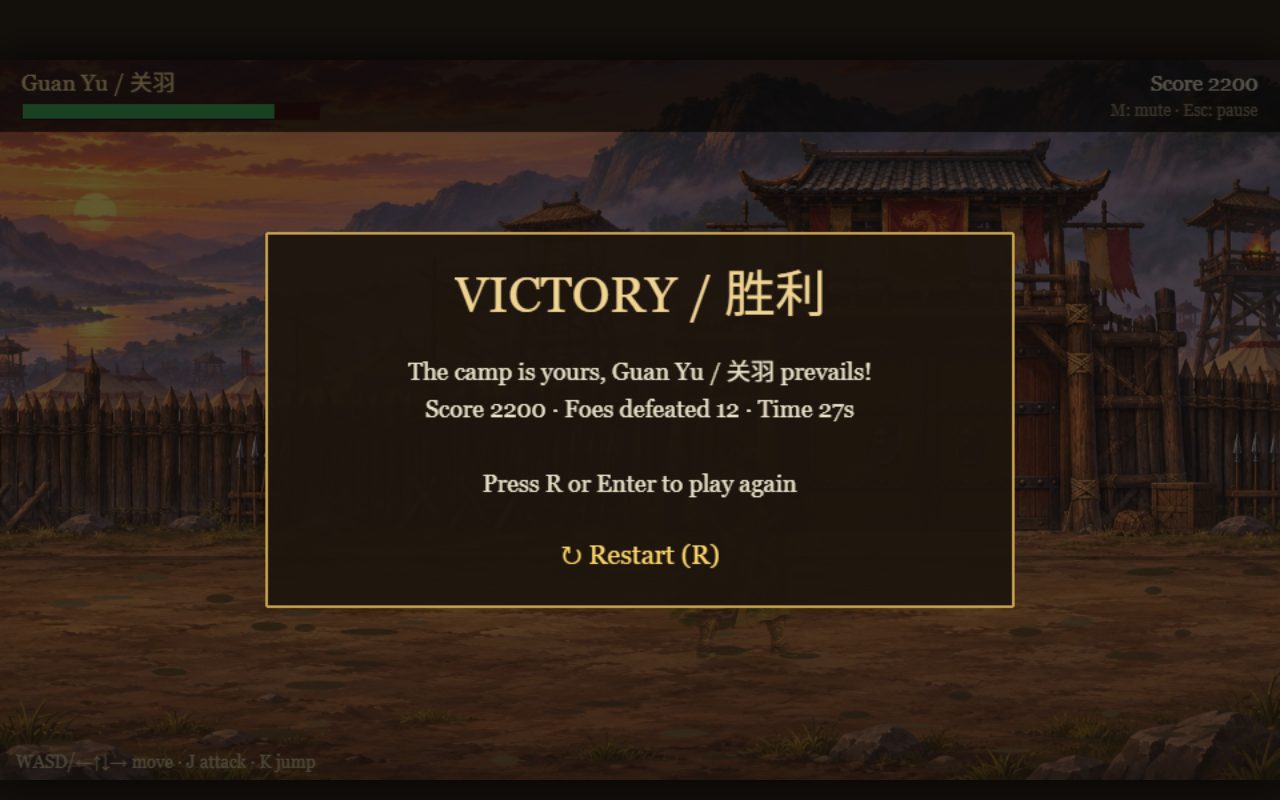 Guan Yu / 关羽
Score 2200
M: mute · Esc: pause
VICTORY / 胜利
The camp is yours, Guan Yu / 关羽 prevails!
Score 2200 · Foes defeated 12 · Time 27s
Press R or Enter to play again
↻ Restart (R)
WASD/←↑↓→ move · J attack · K jump